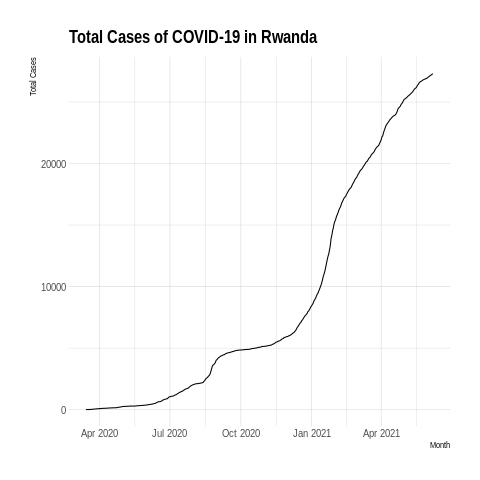 Total Cases of COVID-19 in Rwanda
Total Cases
20000
10000
0
Apr 2020 Jul 2020 Oct 2020 Jan 2021 Apr 2021
Month